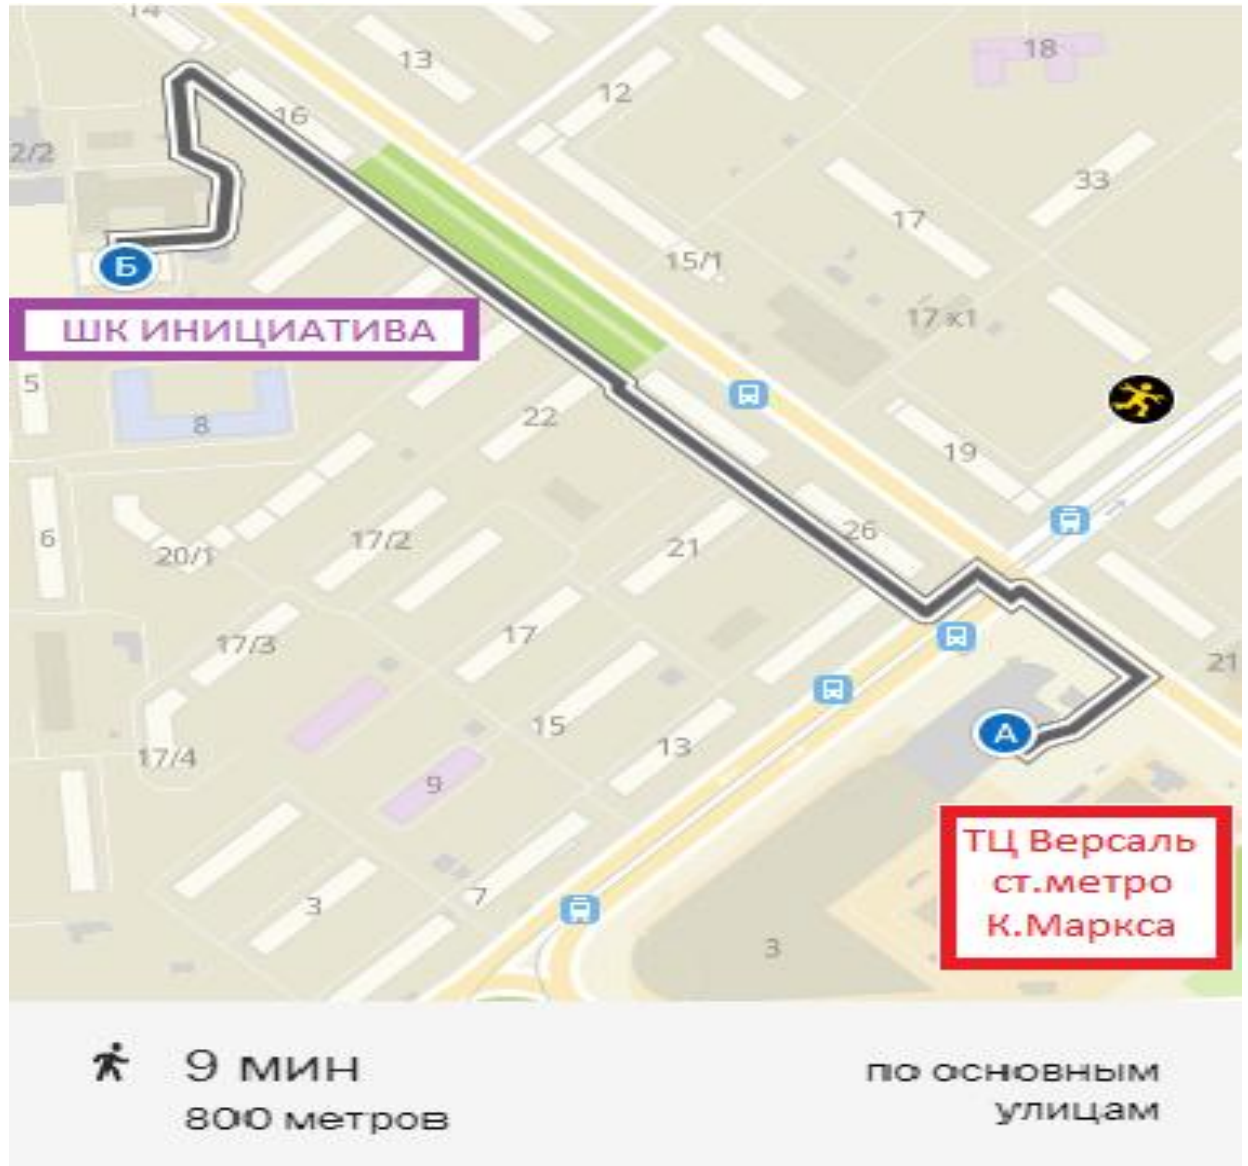 14
13
18
12
16
2/2
33
17
15/1
Б
17 к1
ШК ИНИЦИАТИВА
5
22
8
19
26
6
20/1
17/2
21
17/3
17
21
15
13
А
17/4
9
ТЦ Версаль
ст.метро
К.Маркса
3
7
3
9 мин
800 метров
по основным
улицам